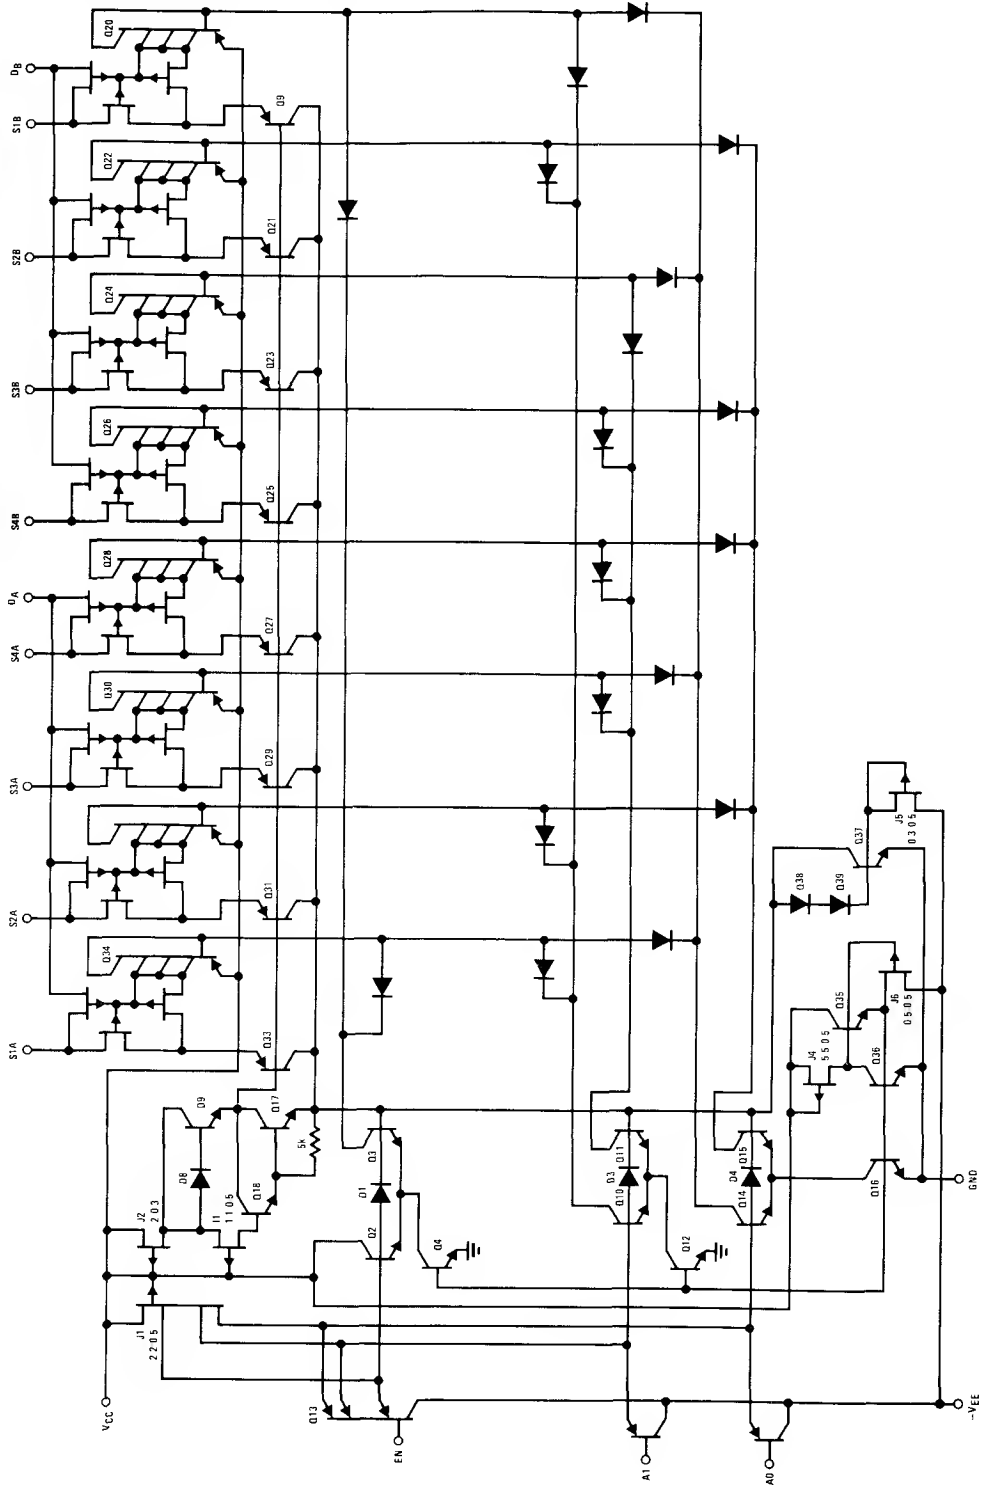 DB
S1B
Q20
Q9
S2B
Q22
Q21
S3B
Q24
Q23
S4B
Q26
Q25
DA
S4A
Q28
Q27
S3A
Q30
Q29
S2A
Q31
S1A
Q34
Q33
D9
D8
Q17
Q18
5k
J2
2 0 3
I1
1 1 0 5
J1
2 2 0 5
VCC
Q13
EN
Q2
D1
Q3
Q4
Q10
D3
Q11
Q12
Q14
D4
Q15
Q16
A1
A0
J4
5 5 0 5
Q35
Q36
J6
0 5 0 5
Q38
Q39
Q37
J5
0 3 0 5
GND
-VEE